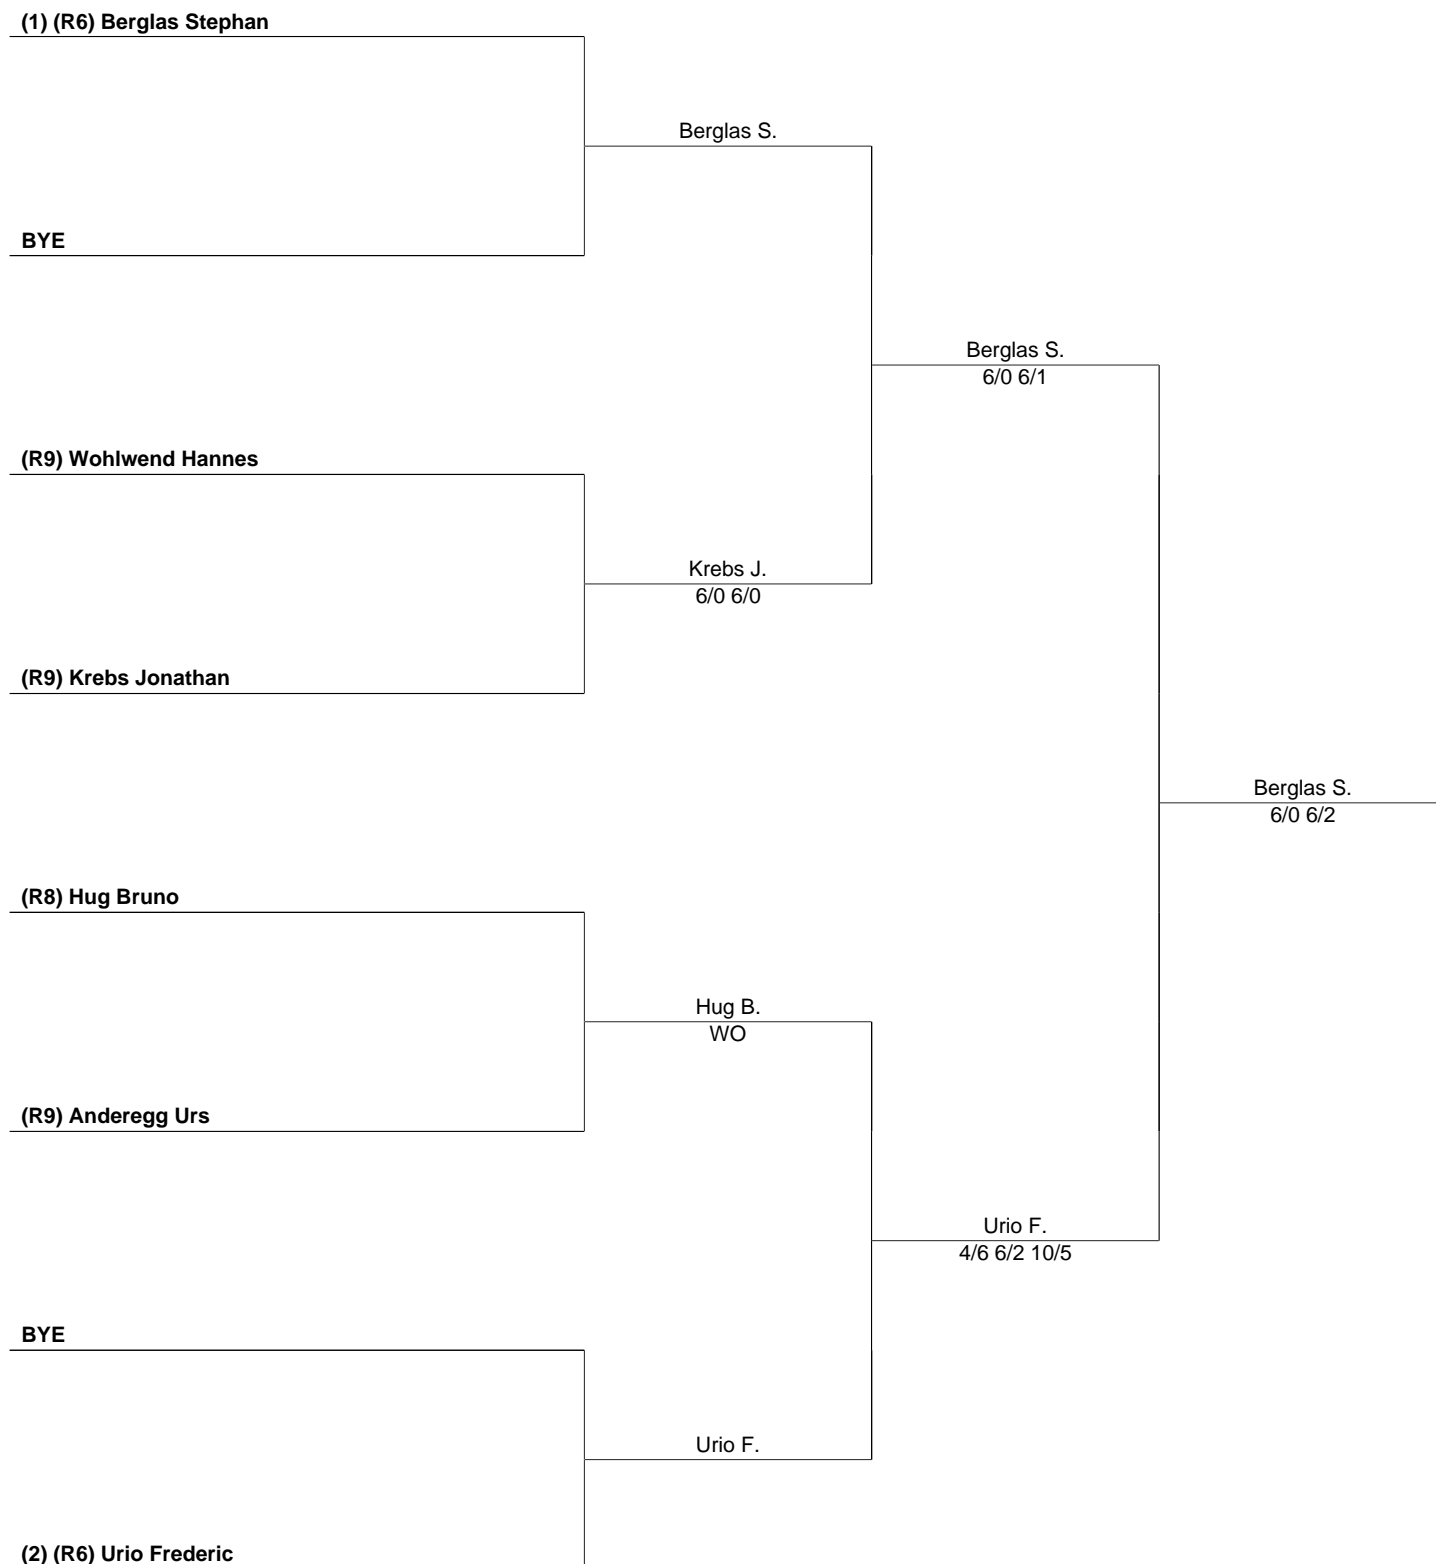 (1) (R6) Berglas Stephan
Berglas S.
BYE
Berglas S.
6/0 6/1
(R9) Wohlwend Hannes
Krebs J.
6/0 6/0
(R9) Krebs Jonathan
Berglas S.
6/0 6/2
(R8) Hug Bruno
Hug B.
WO
(R9) Anderegg Urs
Urio F.
4/6 6/2 10/5
BYE
Urio F.
(2) (R6) Urio Frederic